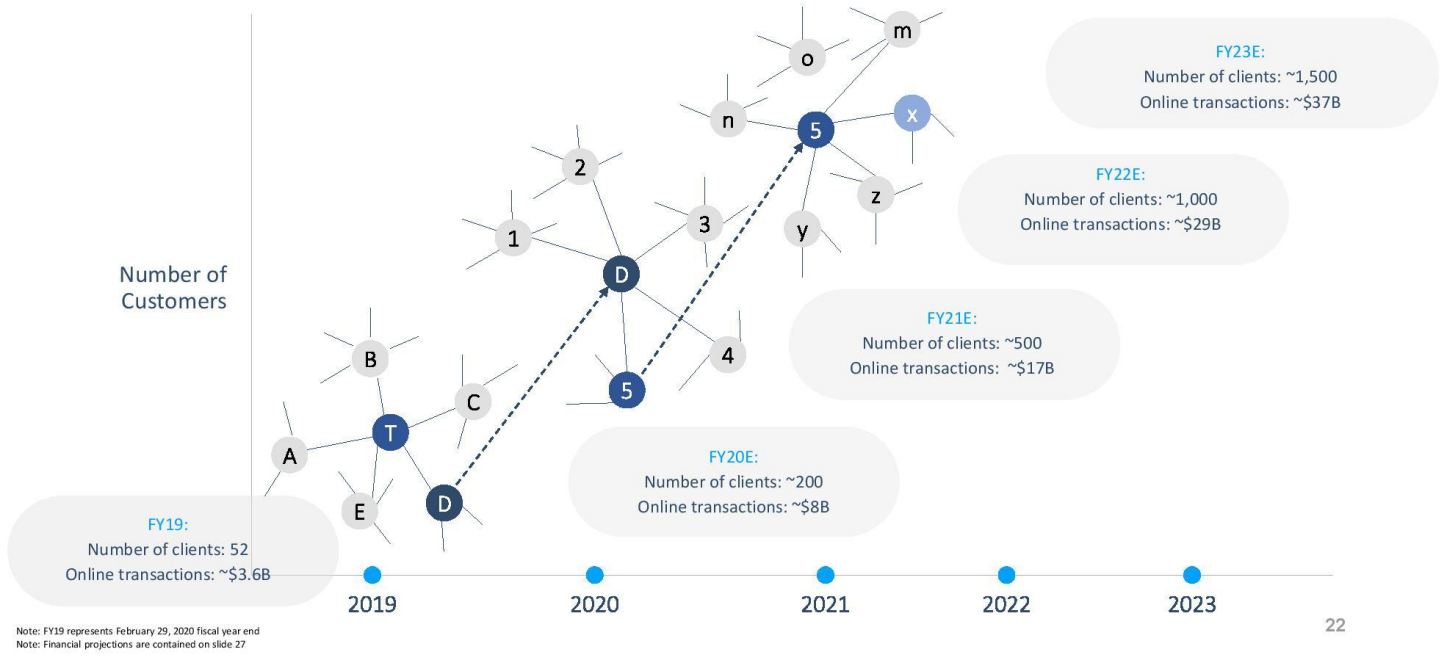 m
o
FY23E:
Number of clients: ~1,500
Online transactions: ~$37B
n
5
x
2
FY22E:
Number of clients: ~1,000
Online transactions: ~$29B
z
3
y
1
D
Number of
Customers
FY21E:
Number of clients: ~500
Online transactions: ~$17B
B
4
5
C
T
A
FY20E:
Number of clients: ~200
Online transactions: ~$8B
D
E
FY19:
Number of clients: 52
Online transactions: ~$3.6B
2019
2020
2021
2022
2023
Note: FY19 represents February 29, 2020 fiscal year end
Note: Financial projections are contained on slide 27
22